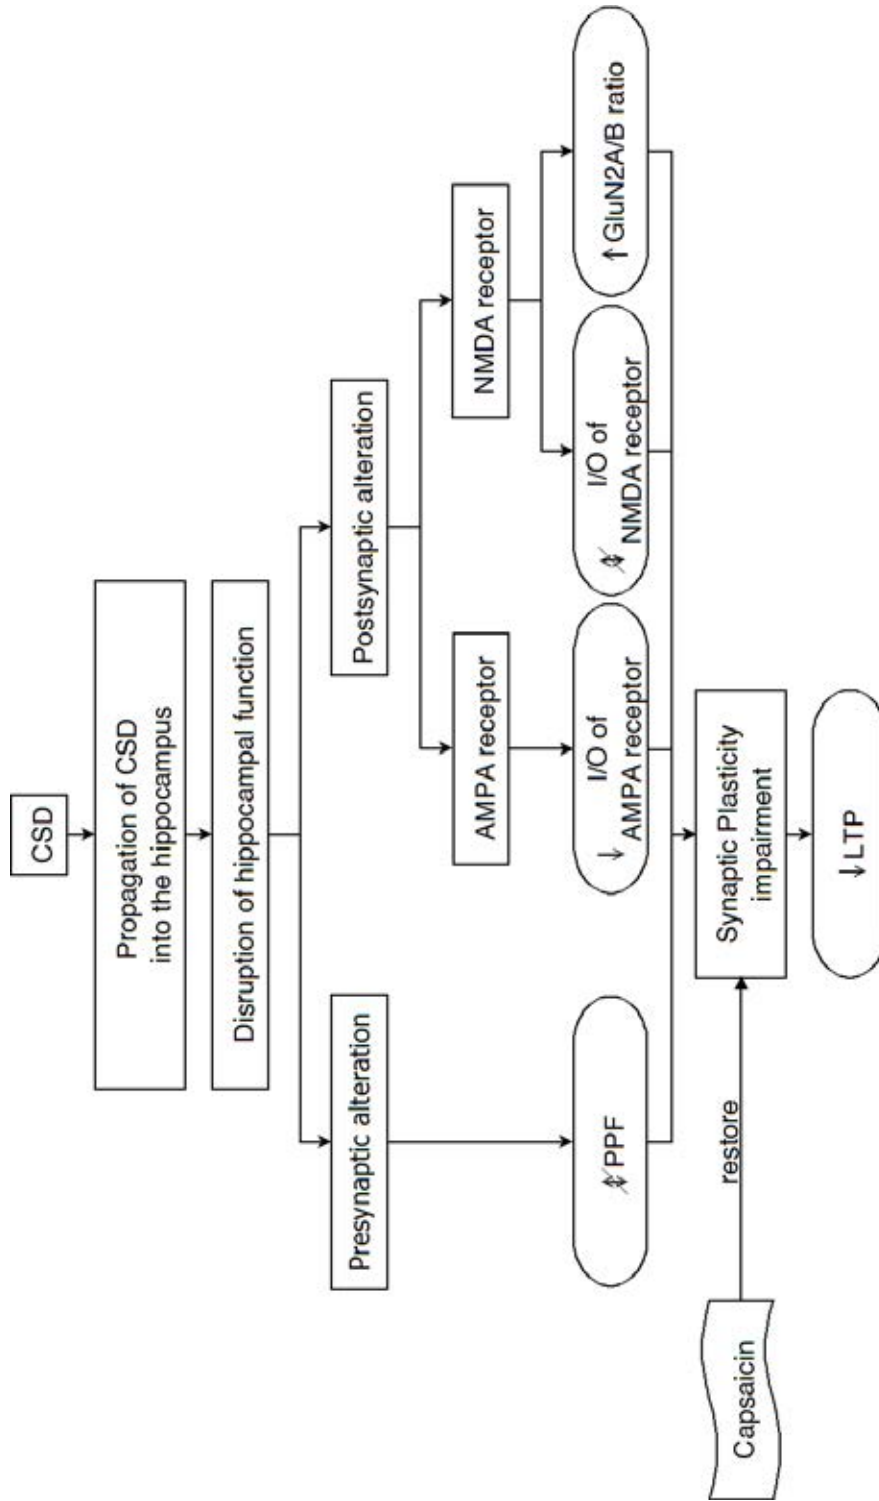 CSD
Propagation of CSD
into the hippocampus
Disruption of hippocampal function
Presynaptic alteration
Postsynaptic alteration
AMPA receptor
NMDA receptor
PPF
I/O of
↓ AMPA receptor
I/O of
NMDA receptor
↑ GluN2A/B ratio
Capsaicin
restore
Synaptic Plasticity
impairment
↓ LTP